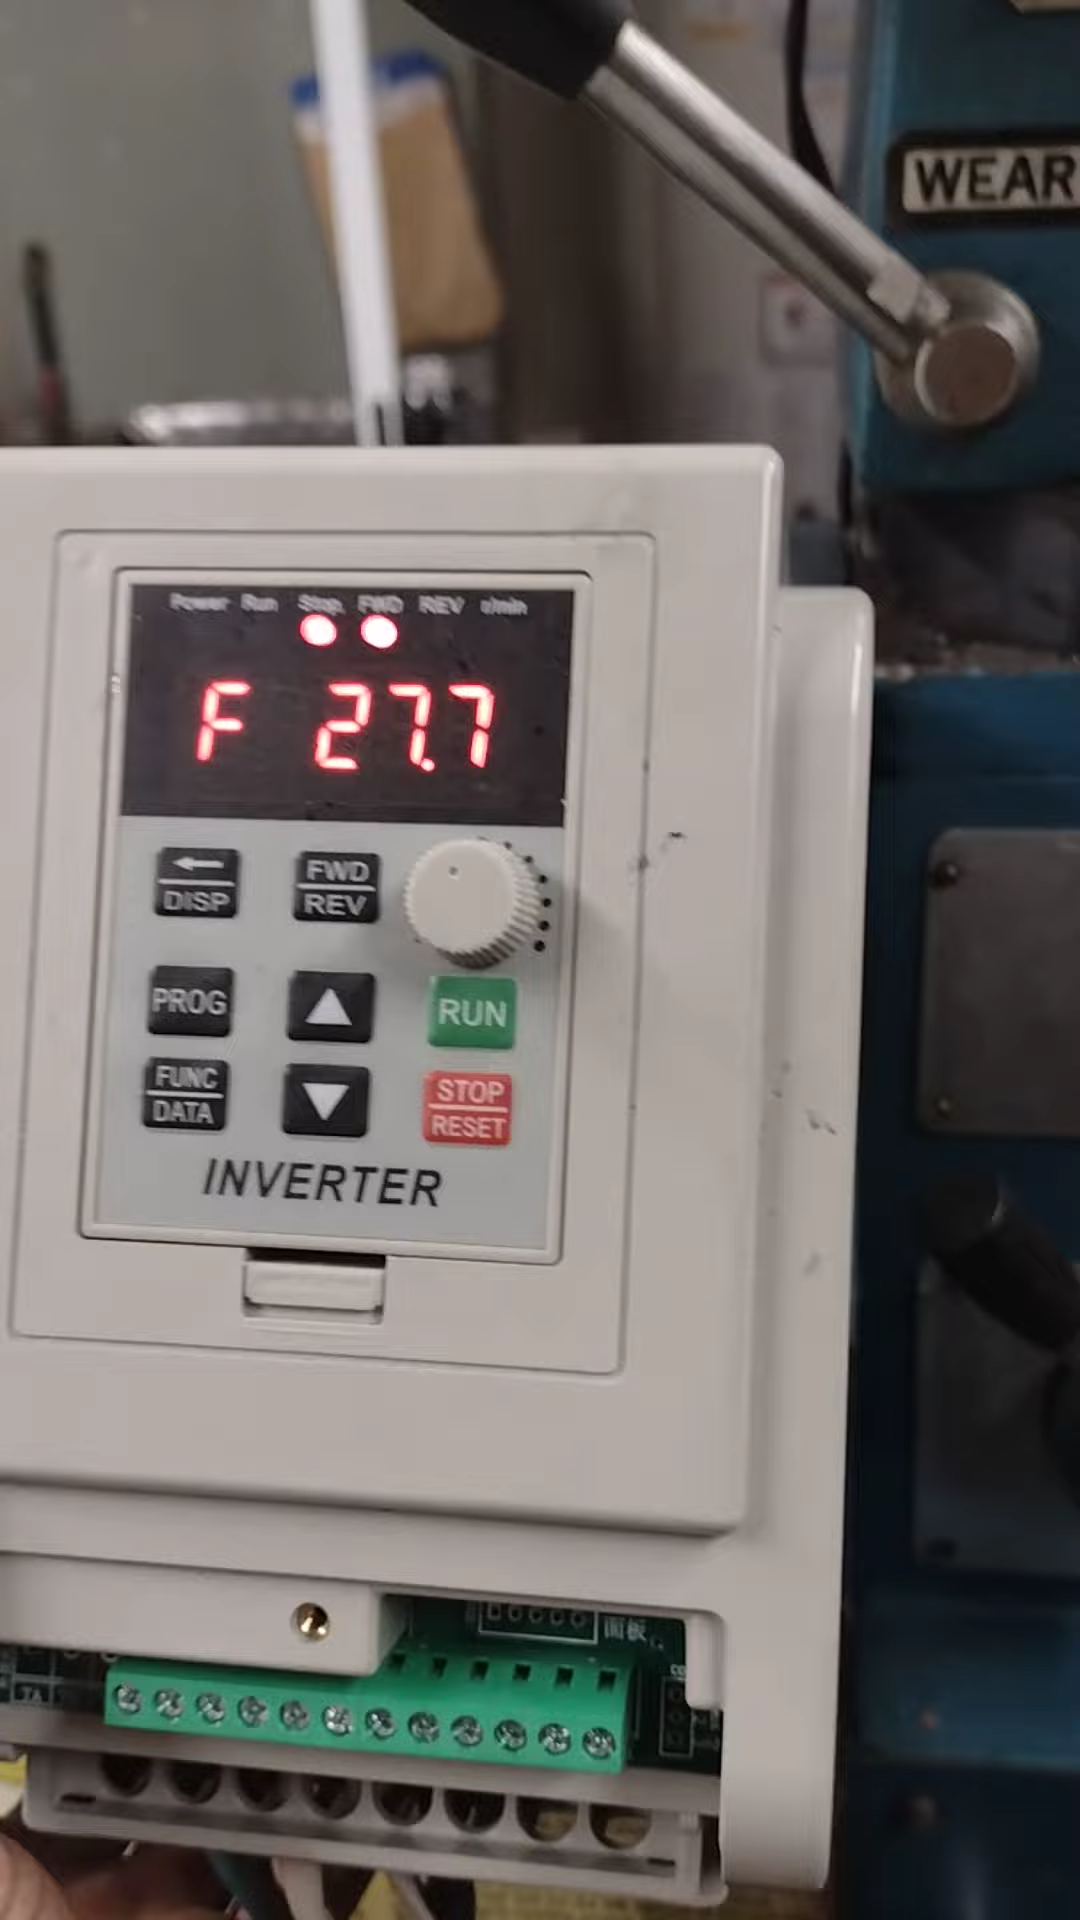 WEAR
Power Run Stop FWD REV r/min
F 27.7
DISP
FWD
REV
PROG
RUN
FUNC
DATA
STOP
RESET
INVERTER
面板
TA